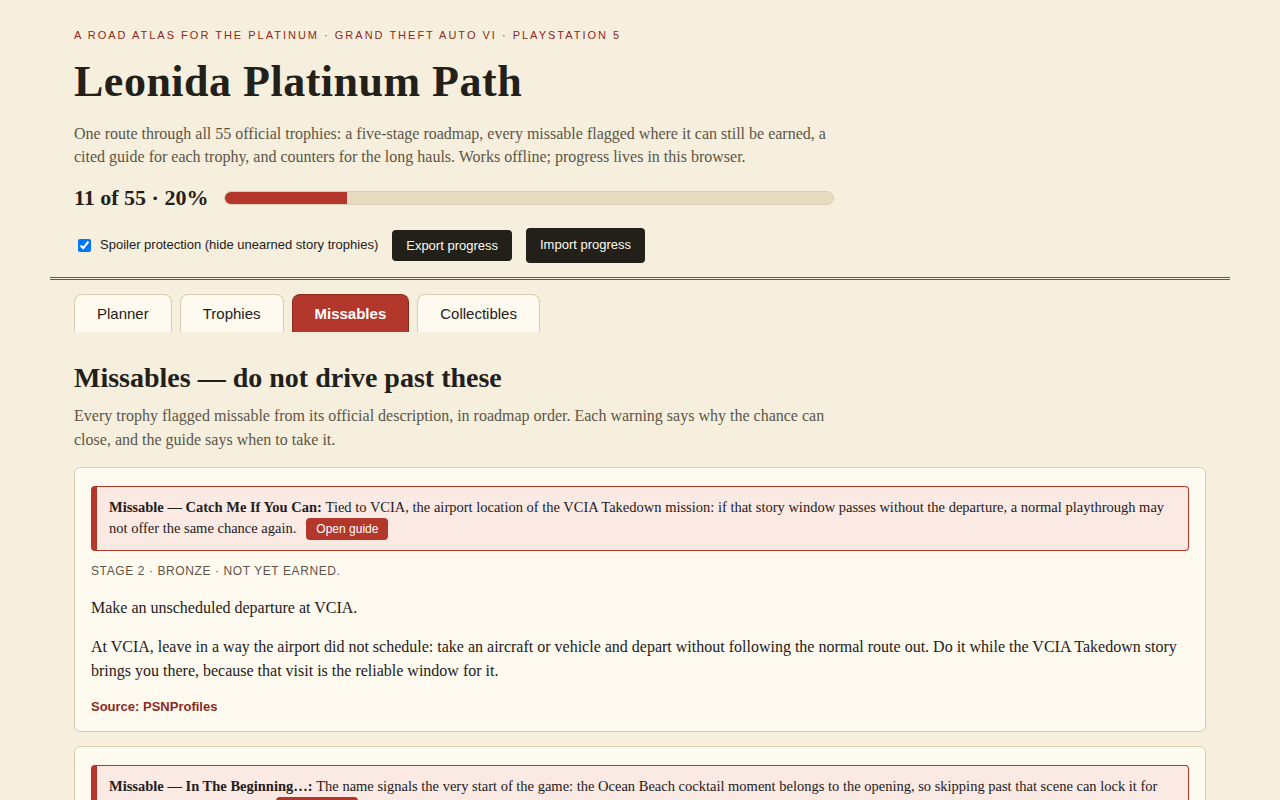 A ROAD ATLAS FOR THE PLATINUM · GRAND THEFT AUTO VI · PLAYSTATION 5
Leonida Platinum Path
One route through all 55 official trophies: a five-stage roadmap, every missable flagged where it can still be earned, a
cited guide for each trophy, and counters for the long hauls. Works offline; progress lives in this browser.
11 of 55 · 20%
Spoiler protection (hide unearned story trophies) Export progress Import progress
Planner Trophies Missables Collectibles
Missables — do not drive past these
Every trophy flagged missable from its official description, in roadmap order. Each warning says why the chance can
close, and the guide says when to take it.
Missable — Catch Me If You Can: Tied to VCIA, the airport location of the VCIA Takedown mission: if that story window passes without the departure, a normal playthrough may
not offer the same chance again. Open guide
STAGE 2 · BRONZE · NOT YET EARNED.
Make an unscheduled departure at VCIA.
At VCIA, leave in a way the airport did not schedule: take an aircraft or vehicle and depart without following the normal route out. Do it while the VCIA Takedown story
brings you there, because that visit is the reliable window for it.
Source: PSNProfiles
Missable — In The Beginning…: The name signals the very start of the game: the Ocean Beach cocktail moment belongs to the opening, so skipping past that scene can lock it for